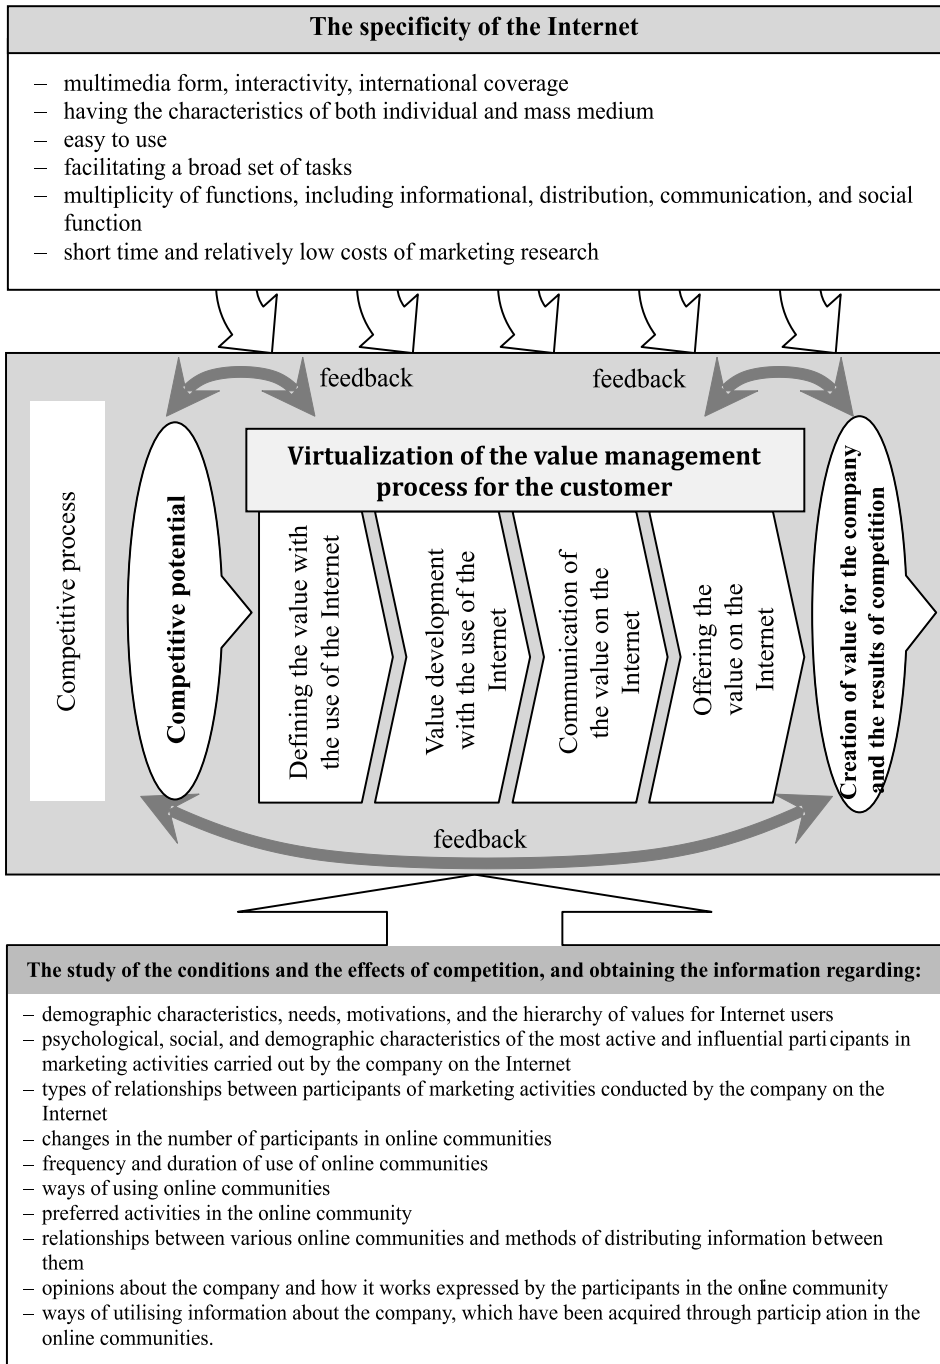 The specificity of the Internet
– multimedia form, interactivity, international coverage
– having the characteristics of both individual and mass medium
– easy to use
– facilitating a broad set of tasks
– multiplicity of functions, including informational, distribution, communication, and social
function
– short time and relatively low costs of marketing research
feedback
feedback
Competitive process
Competitive potential
Virtualization of the value management
process for the customer
Defining the value with
the use of the Internet
Value development
with the use of the
Internet
Communication of
the value on the
Internet
Offering the
value on the
Internet
Creation of value for the company
and the results of competition
feedback
The study of the conditions and the effects of competition, and obtaining the information regarding:
– demographic characteristics, needs, motivations, and the hierarchy of values for Internet users
– psychological, social, and demographic characteristics of the most active and influential participants in
marketing activities carried out by the company on the Internet
– types of relationships between participants of marketing activities conducted by the company on the
Internet
– changes in the number of participants in online communities
– frequency and duration of use of online communities
– ways of using online communities
– preferred activities in the online community
– relationships between various online communities and methods of distributing information between
them
– opinions about the company and how it works expressed by the participants in the online community
– ways of utilising information about the company, which have been acquired through participation in the
online communities.